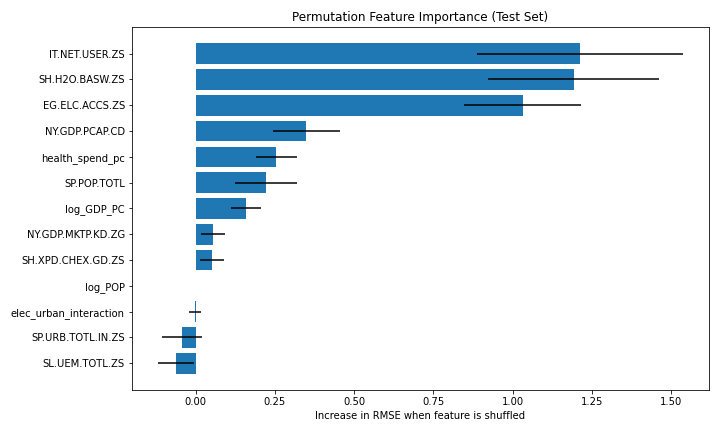 Permutation Feature Importance (Test Set)
IT.NET.USER.ZS
SH.H2O.BASW.ZS
EG.ELC.ACCS.ZS
NY.GDP.PCAP.CD
health_spend_pc
SP.POP.TOTL
log_GDP_PC
NY.GDP.MKTP.KD.ZG
SH.XPD.CHEX.GD.ZS
log_POP
elec_urban_interaction
SP.URB.TOTL.IN.ZS
SL.UEM.TOTL.ZS
0.00 0.25 0.50 0.75 1.00 1.25 1.50
Increase in RMSE when feature is shuffled